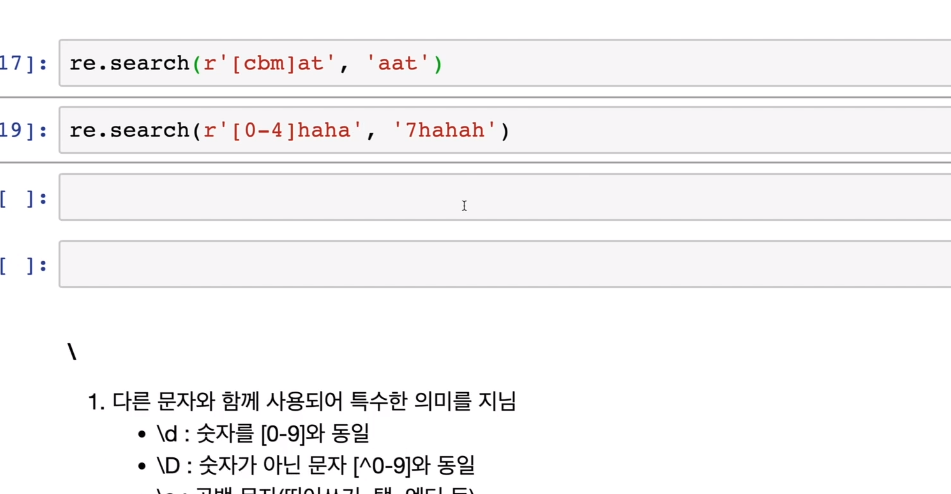 17]: re.search(r'[cbm]at', 'aat')
19]: re.search(r'[0-4]haha', '7hahah')
[ ]:
[ ]:
\
1. 다른 문자와 함께 사용되어 특수한 의미를 지님
• \d : 숫자를 [0-9]와 동일
• \D : 숫자가 아닌 문자 [^0-9]와 동일